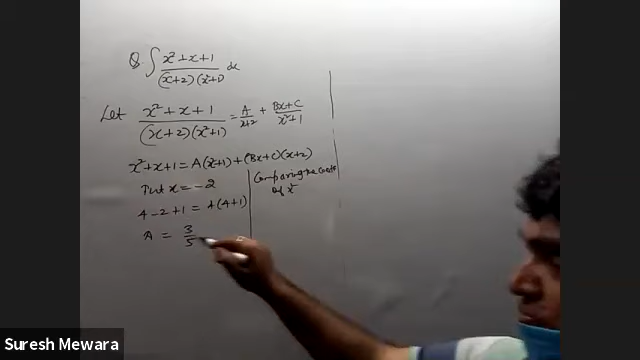 Q. ∫ x²+x+1 / (x+2)(x²+1) dx
Let x²+x+1 / (x+2)(x²+1) = A/x+2 + Bx+C/x²+1
x²+x+1 = A(x²+1)+(Bx+C)(x+2)
Put x = -2
4-2+1 = A(4+1)
A = 3/5
Comparing the
of x²
Suresh Mewara